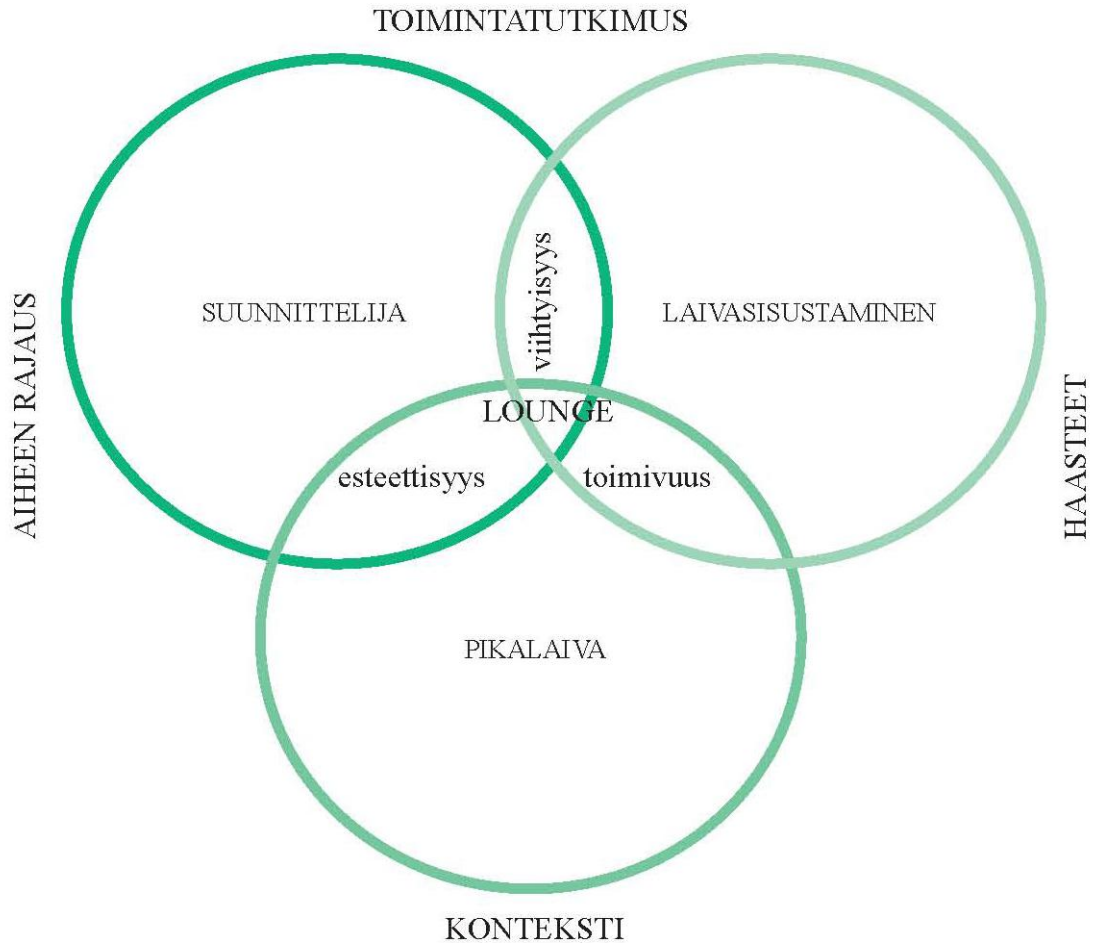 TOIMINTATUTKIMUS
AIHEEN RAJAUS
SUUNNITTELIJA
viihtyisyys
LAIVASISUSTAMINEN
HAASTEET
LOUNGE
esteettisyys
toimivuus
PIKALAIVA
KONTEKSTI